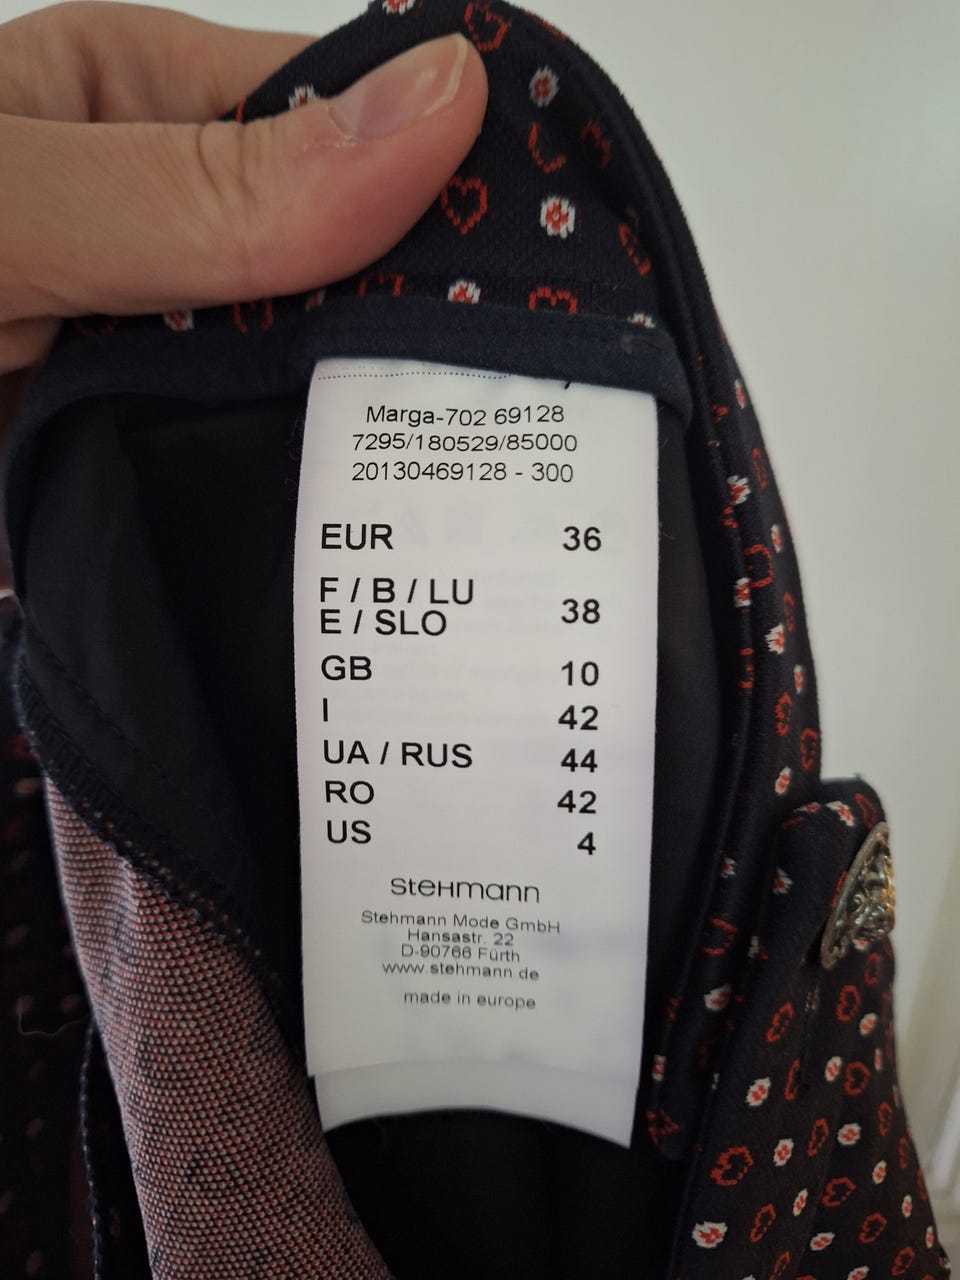 Marga-702 69128
7295/180529/85000
20130469128 - 300
EUR 36
F / B / LU
E / SLO 38
GB 10
I 42
UA / RUS 44
RO 42
US 4
steHmann
Stehmann Mode GmbH
Hansastr. 22
D-90766 Fürth
www.stehmann.de
made in europe